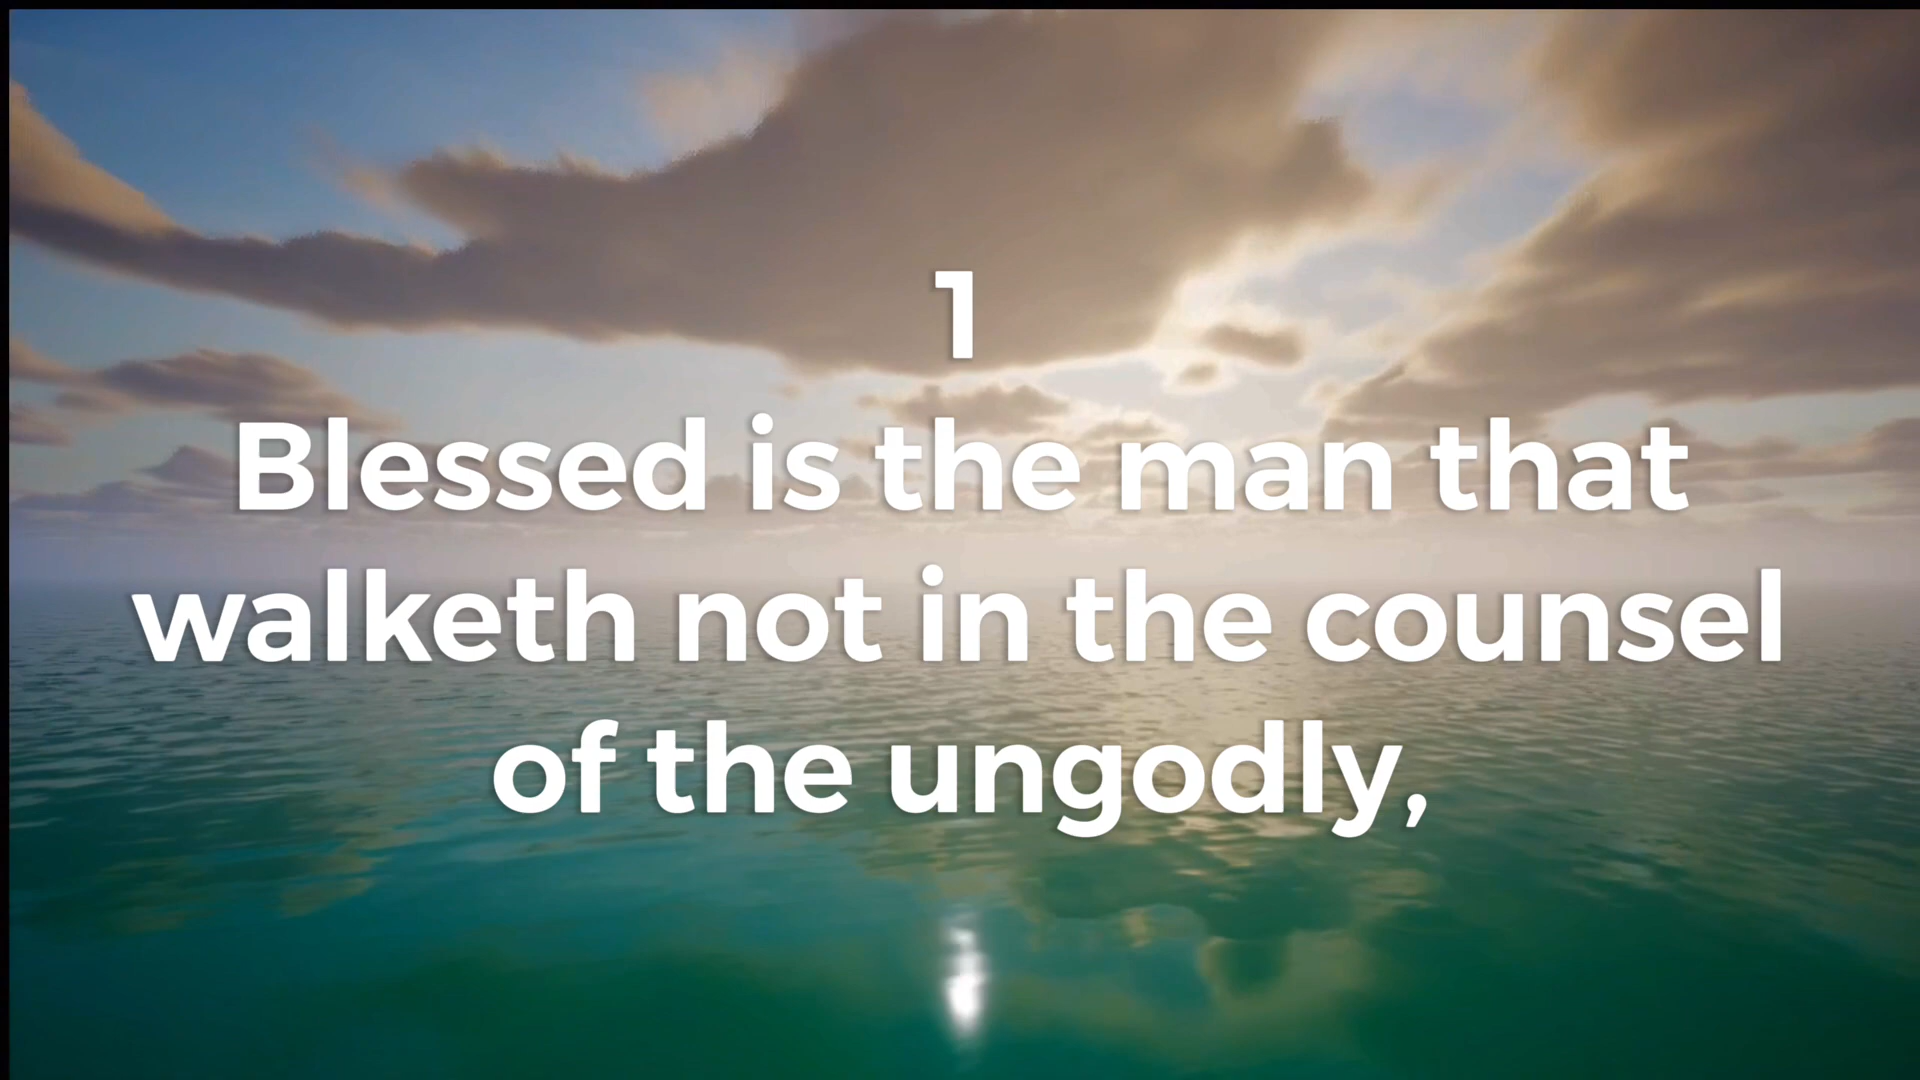 1
Blessed is the man that
walketh not in the counsel
of the ungodly,